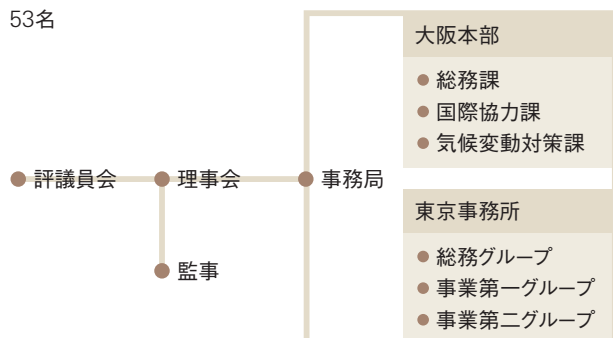 53名
大阪本部
総務課
国際協力課
気候変動対策課
評議員会
理事会
事務局
監事
東京事務所
総務グループ
事業第一グループ
事業第二グループ